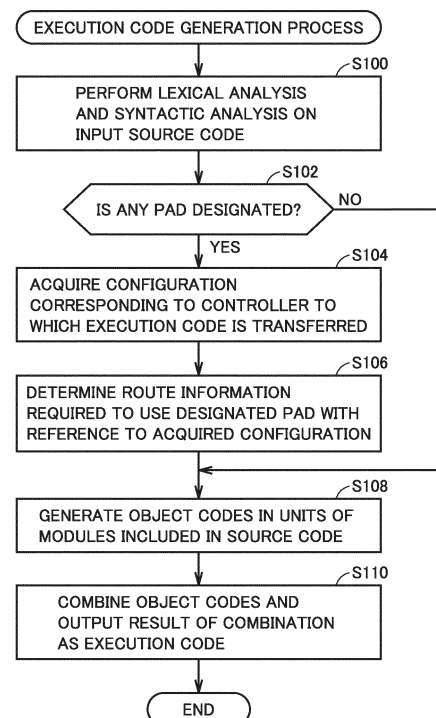 EXECUTION CODE GENERATION PROCESS
S100
PERFORM LEXICAL ANALYSIS
AND SYNTACTIC ANALYSIS ON
INPUT SOURCE CODE
S102
IS ANY PAD DESIGNATED?
NO
YES
S104
ACQUIRE CONFIGURATION
CORRESPONDING TO CONTROLLER TO
WHICH EXECUTION CODE IS TRANSFERRED
S106
DETERMINE ROUTE INFORMATION
REQUIRED TO USE DESIGNATED PAD WITH
REFERENCE TO ACQUIRED CONFIGURATION
S108
GENERATE OBJECT CODES IN UNITS OF
MODULES INCLUDED IN SOURCE CODE
S110
COMBINE OBJECT CODES AND
OUTPUT RESULT OF COMBINATION
AS EXECUTION CODE
END